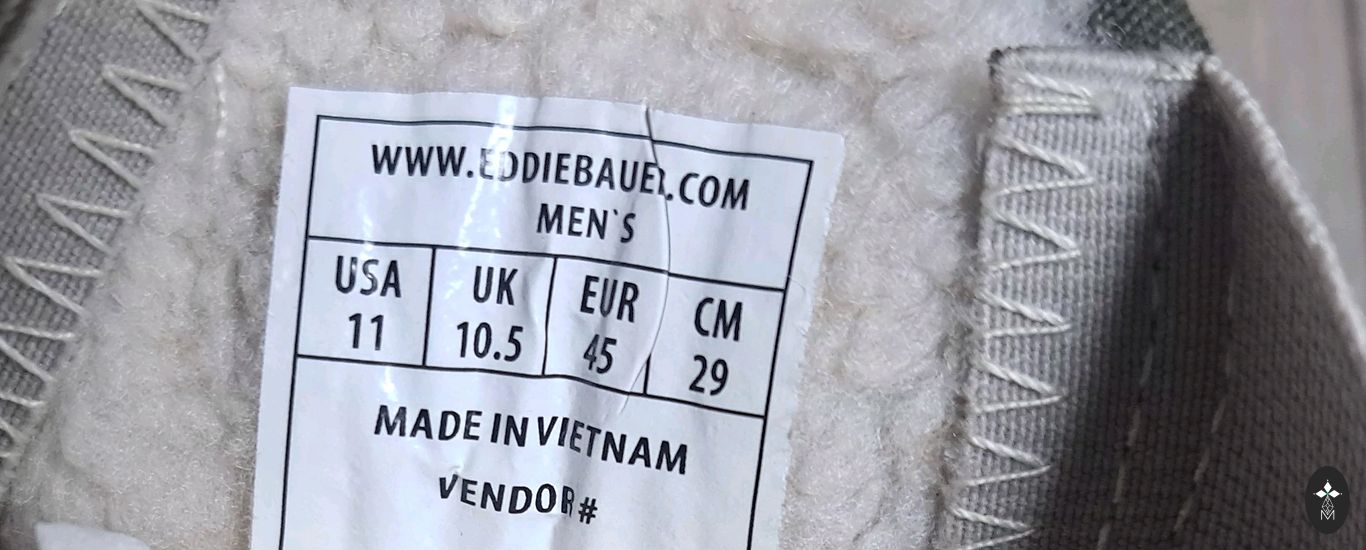 WWW.EDDIEBAUER.COM
MEN`S
USA UK EUR CM
11 10.5 45 29
MADE IN VIETNAM
VENDOR#
M